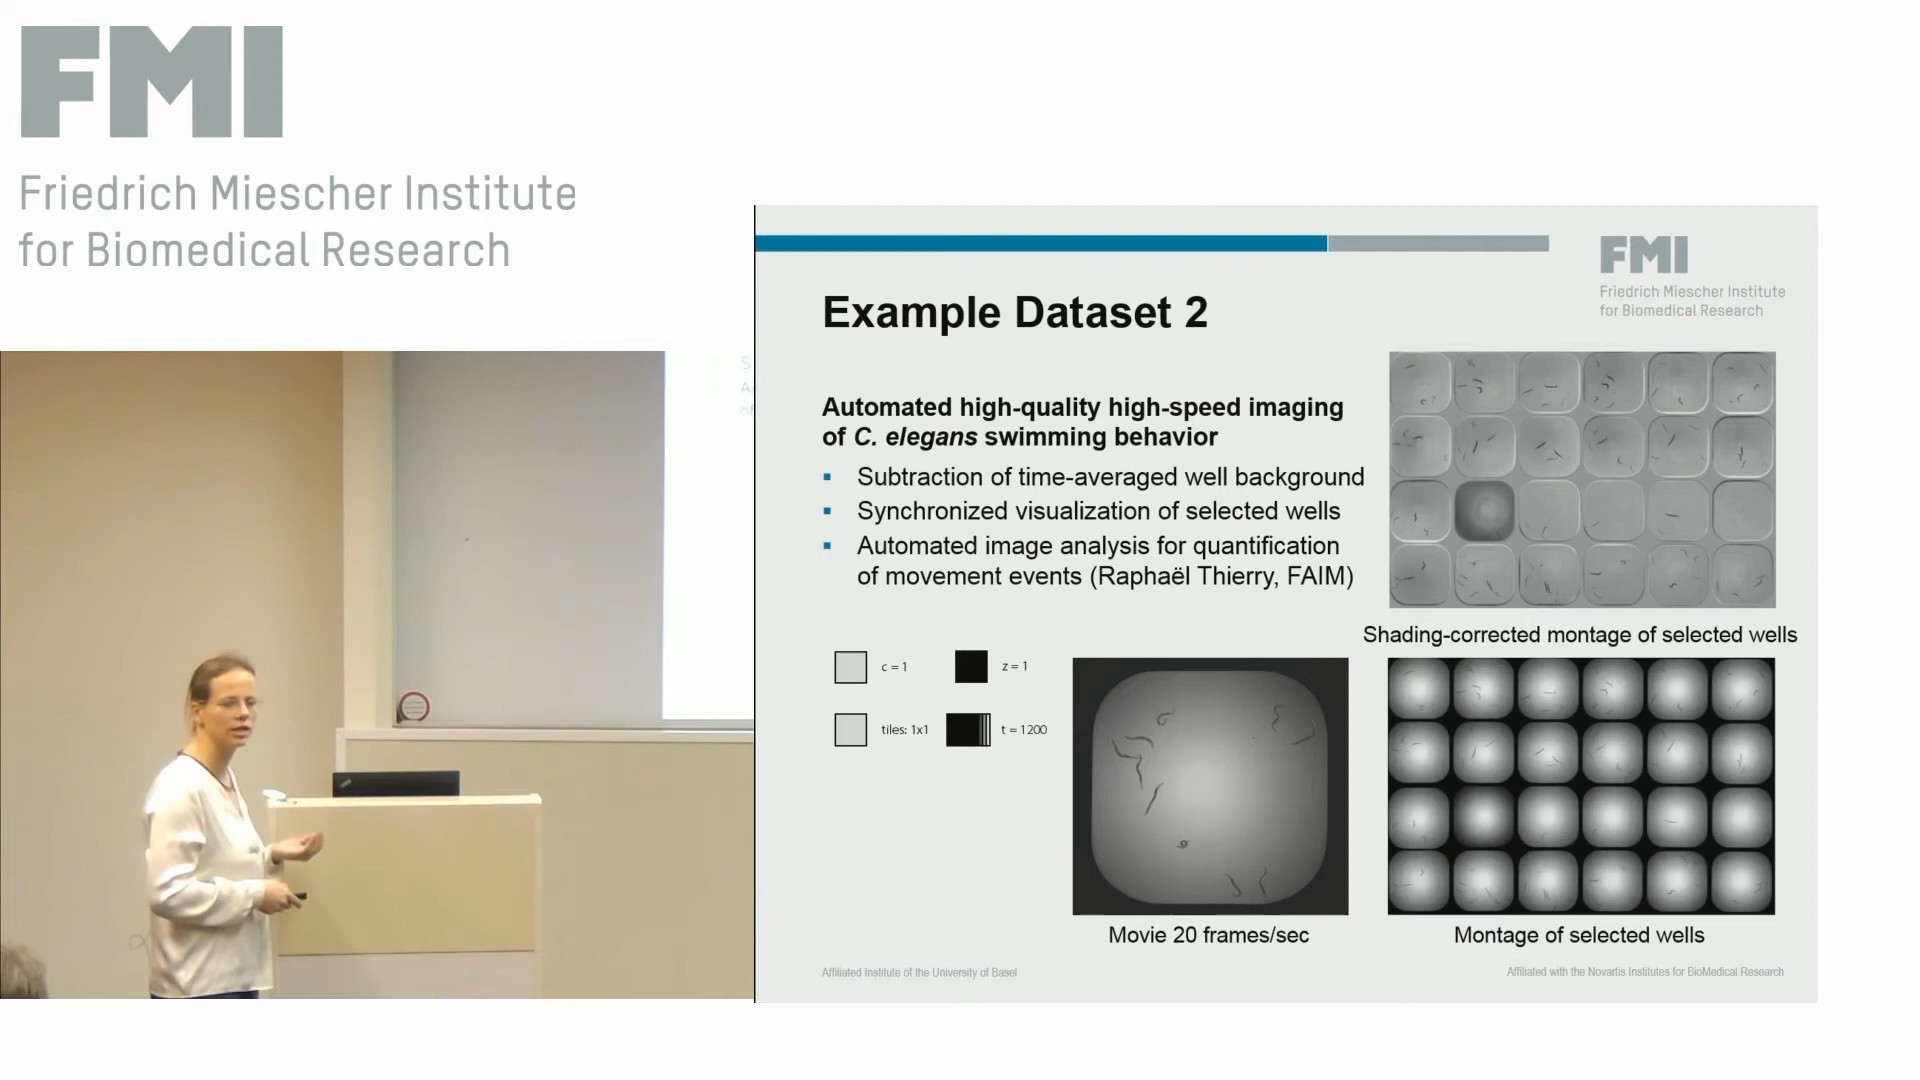 FMI
Friedrich Miescher Institute
for Biomedical Research
FMI
Friedrich Miescher Institute
for Biomedical Research
Example Dataset 2
Automated high-quality high-speed imaging
of C. elegans swimming behavior
▪ Subtraction of time-averaged well background
▪ Synchronized visualization of selected wells
▪ Automated image analysis for quantification
of movement events (Raphaël Thierry, FAIM)
Shading-corrected montage of selected wells
c = 1
z = 1
tiles: 1x1
t = 1200
Movie 20 frames/sec
Montage of selected wells
Affiliated Institute of the University of Basel
Affiliated with the Novartis Institutes for BioMedical Research